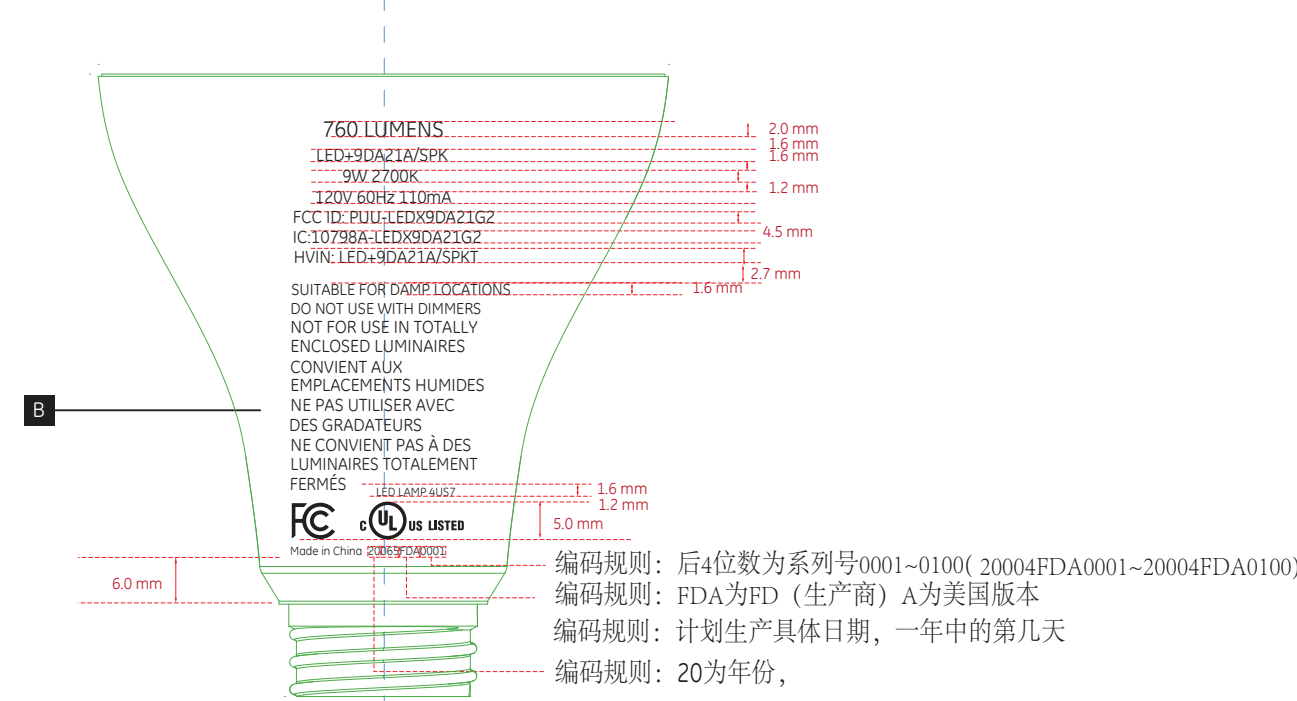 760 LUMENS
2.0 mm
1.6 mm
LED+9DA21A/SPK
1.6 mm
9W 2700K
120V 60Hz 110mA
1.2 mm
FCC ID: PUU-LEDX9DA21G2
IC:10798A-LEDX9DA21G2
4.5 mm
HVIN: LED+9DA21A/SPKT
2.7 mm
SUITABLE FOR DAMP LOCATIONS
1.6 mm
DO NOT USE WITH DIMMERS
NOT FOR USE IN TOTALLY
ENCLOSED LUMINAIRES
CONVIENT AUX
EMPLACEMENTS HUMIDES
B
NE PAS UTILISER AVEC
DES GRADATEURS
NE CONVIENT PAS À DES
LUMINAIRES TOTALEMENT
FERMÉS
LED LAMP 4US7
1.6 mm
1.2 mm
FC
C UL US LISTED
5.0 mm
Made in China 20065FDA0001
6.0 mm
编码规则：后4位数为系列号0001~0100( 20004FDA0001~20004FDA0100)
编码规则：FDA为FD（生产商）A为美国版本
编码规则：计划生产具体日期，一年中的第几天
编码规则：20为年份，